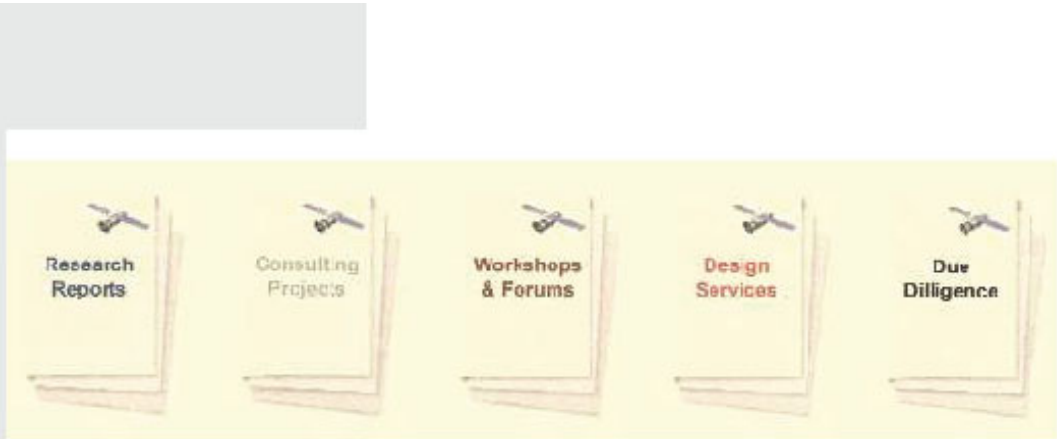 Research
Reports
Consulting
Projects
Workshops
& Forums
Design
Services
Due
Dilligence